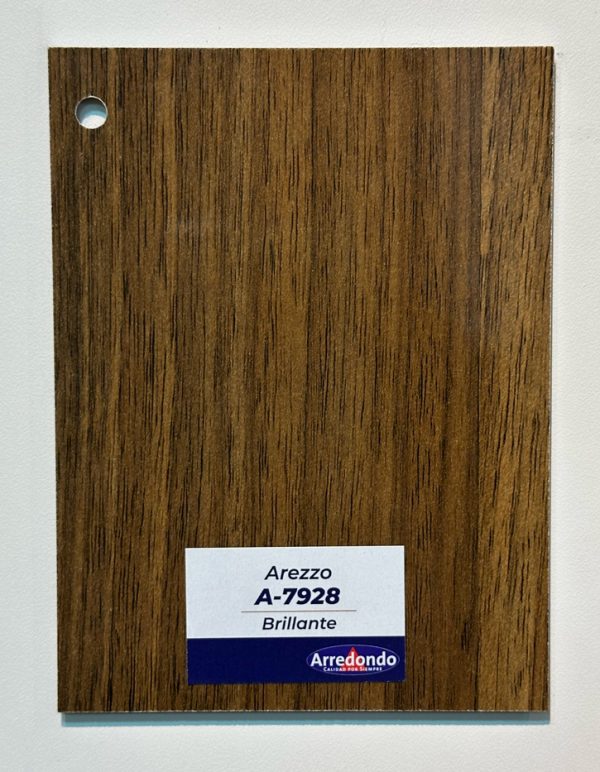 Arezzo
A-7928
Brillante
Arredondo
CALIDAD POR SIEMPRE